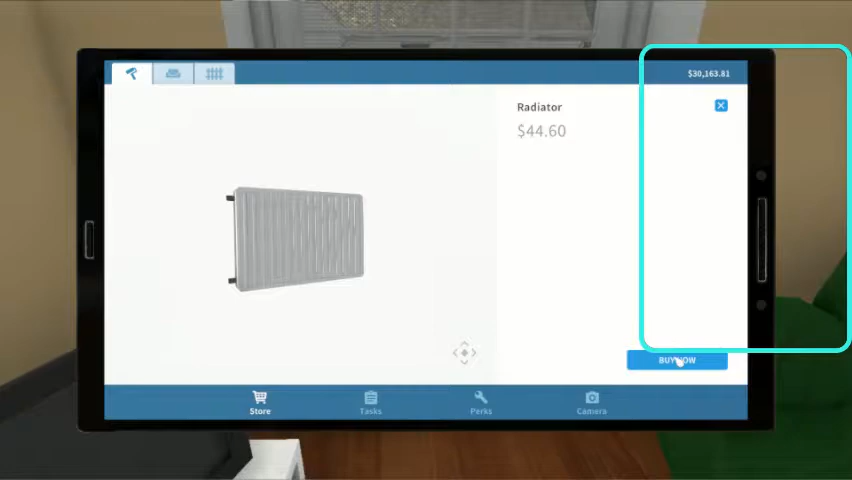 $30,163.81
Radiator
$44.60
BUY NOW
Store
Tasks
Perks
Camera